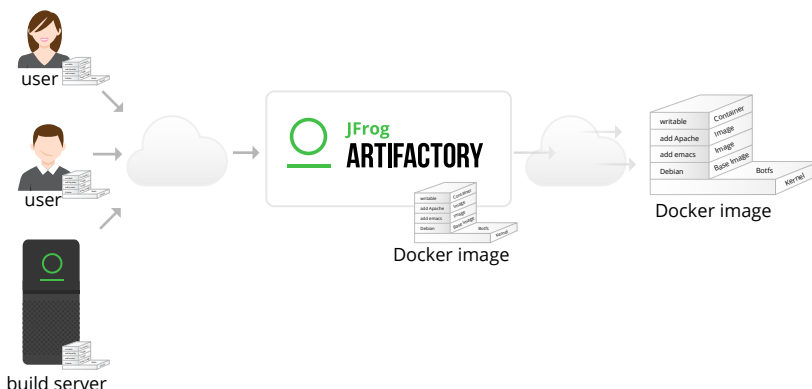 user
user
build server
JFrog
ARTIFACTORY
writable
Container
add Apache
Image
add emacs
Image
Debian
Base Image
Botfs
Kernel
Docker image
writable
Container
add Apache
Image
add emacs
Image
Debian
Base Image
Botfs
Kernel
Docker image